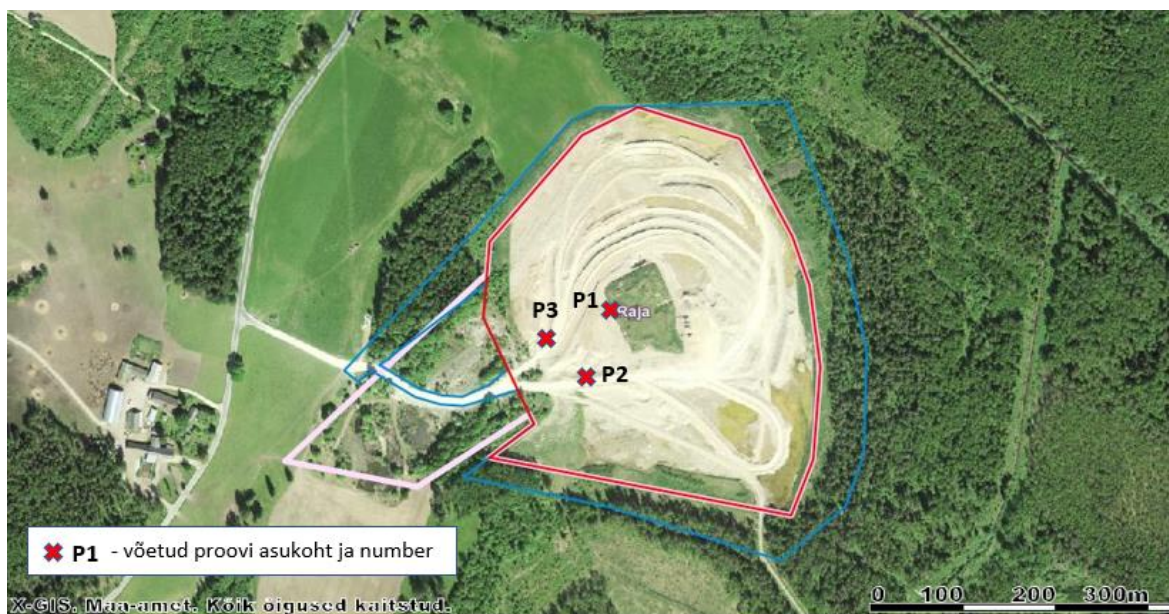 P1
Raja
P3
P2
P1 - võetud proovi asukoht ja number
X-GIS. Maa-amet. Kõik õigused kaitstud.
0 100 200 300m